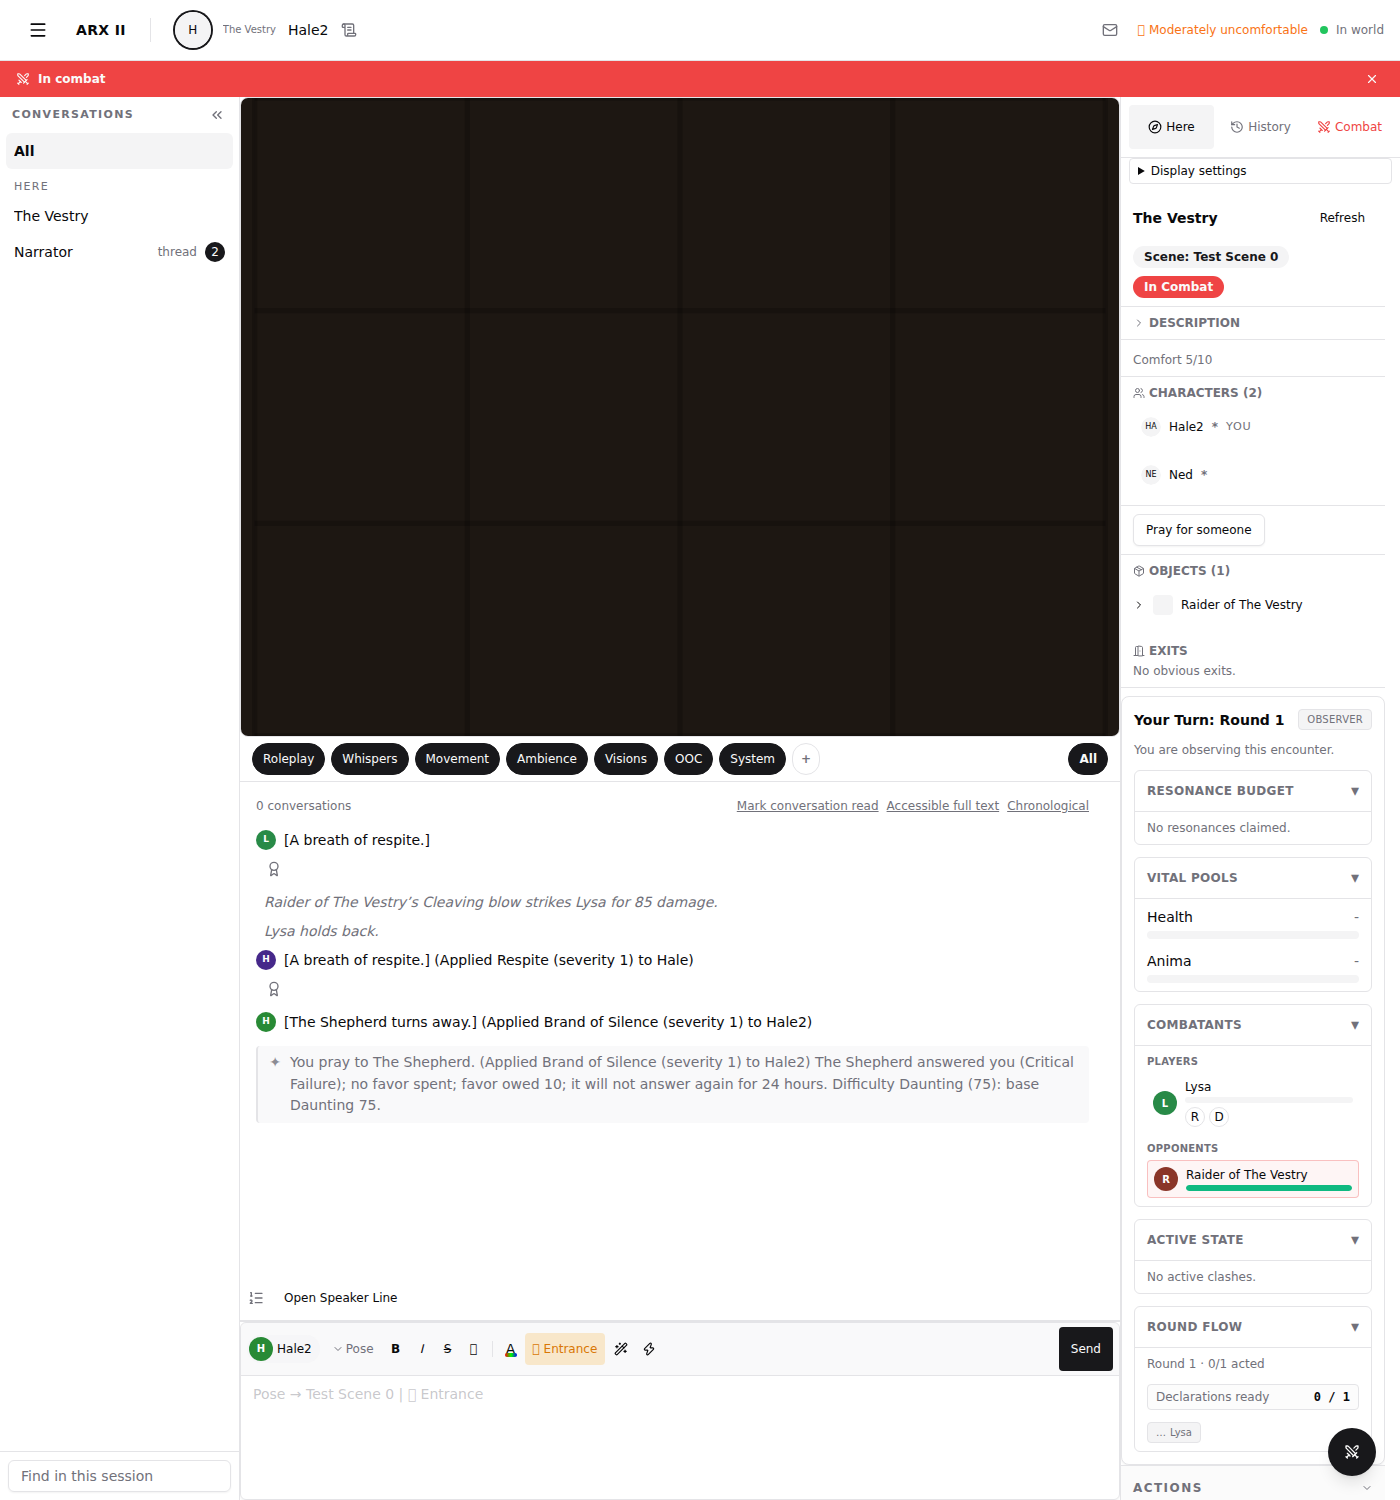 ARX II
H
The Vestry
Hale2
Moderately uncomfortable
In world
In combat
CONVERSATIONS
All
HERE
The Vestry
Narrator
thread
2
Here
History
Combat
Display settings
The Vestry
Refresh
Scene: Test Scene 0
In Combat
DESCRIPTION
Comfort 5/10
CHARACTERS (2)
HA
Hale2 * YOU
NE
Ned *
Pray for someone
OBJECTS (1)
Raider of The Vestry
EXITS
No obvious exits.
Roleplay
Whispers
Movement
Ambience
Visions
OOC
System
+
All
0 conversations
Mark conversation read
Accessible full text
Chronological
L
[A breath of respite.]
Raider of The Vestry’s Cleaving blow strikes Lysa for 85 damage.
Lysa holds back.
H
[A breath of respite.] (Applied Respite (severity 1) to Hale)
H
[The Shepherd turns away.] (Applied Brand of Silence (severity 1) to Hale2)
You pray to The Shepherd. (Applied Brand of Silence (severity 1) to Hale2) The Shepherd answered you (Critical
Failure); no favor spent; favor owed 10; it will not answer again for 24 hours. Difficulty Daunting (75): base
Daunting 75.
Open Speaker Line
H
Hale2
Pose
B
I
S
A
Entrance
Send
Pose → Test Scene 0 | Entrance
Find in this session
Your Turn: Round 1
OBSERVER
You are observing this encounter.
RESONANCE BUDGET
No resonances claimed.
VITAL POOLS
Health -
Anima -
COMBATANTS
PLAYERS
L
Lysa
R
D
OPPONENTS
R
Raider of The Vestry
ACTIVE STATE
No active clashes.
ROUND FLOW
Round 1 · 0/1 acted
Declarations ready 0 / 1
... Lysa
ACTIONS